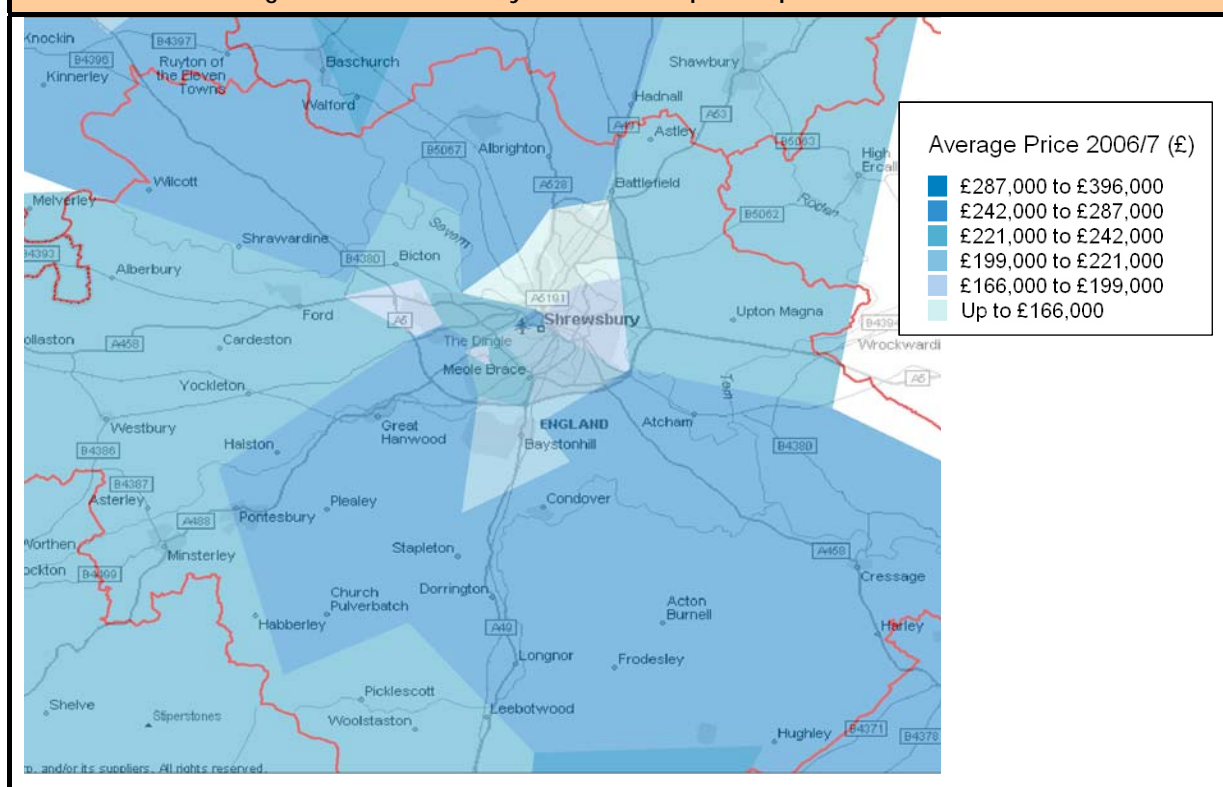 Knockin
B4397
B4396
Kinnerley
Ruyton of
the Eleven
Towns
Baschurch
Walford
Shawbury
Hadnall
A49
A53
Astley
B5063
High
Ercall
B5067
Albrighton
A528
Battlefield
Wilcott
Melverley
B4393
Shrawardine
Severn
B4380
Bicton
Alberbury
B5062
Roden
Ford
A5
A5191
Shrewsbury
The Dingle
Upton Magna
B4394
Wrockwardi
A5
ollaston
A458
Cardeston
Meole Brace
Yockleton
Tern
Westbury
B4386
Halston
Great
Hanwood
ENGLAND
Baystonhill
Atcham
B4380
B4387
Asterley
A488
Pontesbury
Plealey
Condover
Worthen
ockton
B4499
Minsterley
Stapleton
A458
Cressage
Church
Pulverbatch
Dorrington
Habberley
Acton
Burnell
A49
Harley
Longnor
Frodesley
Shelve
Stiperstones
Picklescott
Woolstaston
Leebotwood
Hughley
B4371
B4378
p. and/or its suppliers. All rights reserved.
Average Price 2006/7 (£)
£287,000 to £396,000
£242,000 to £287,000
£221,000 to £242,000
£199,000 to £221,000
£166,000 to £199,000
Up to £166,000